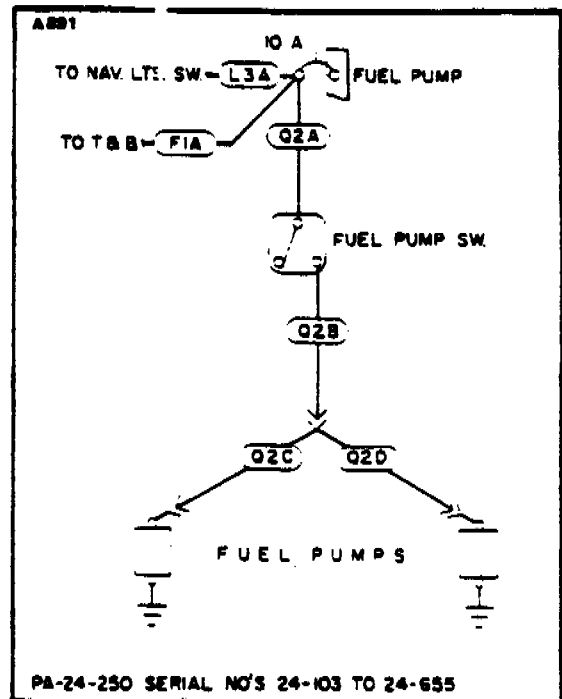 A891
10 A
TO NAV. LTS. SW. L3A FUEL PUMP
TO T & B F1A
Q2A
FUEL PUMP SW.
Q2B
Q2C Q2D
FUEL PUMPS
PA-24-250 SERIAL NO'S 24-103 TO 24-655